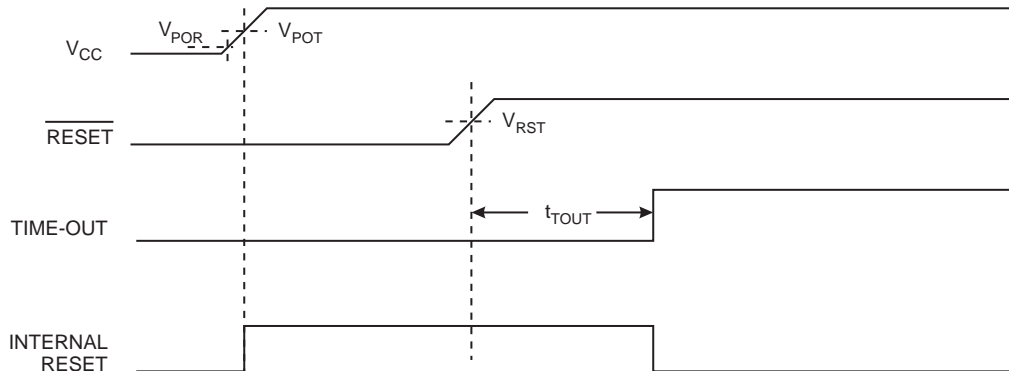 V_POR
V_POT
V_CC
RESET
V_RST
t_TOUT
TIME-OUT
INTERNAL
RESET